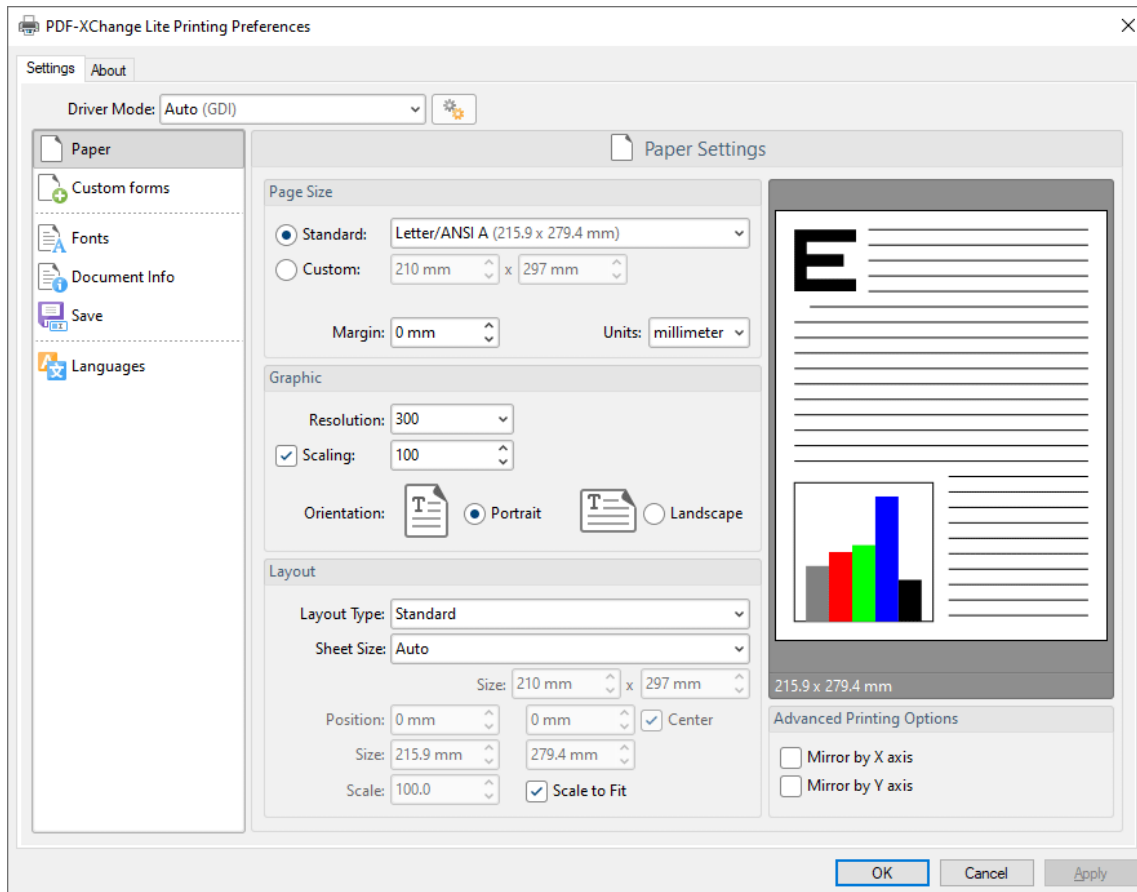 PDF-XChange Lite Printing Preferences
Settings About
Driver Mode: Auto (GDI)
Paper
Custom forms
Fonts
Document Info
Save
Languages
Paper Settings
Page Size
Standard: Letter/ANSI A (215.9 x 279.4 mm)
Custom: 210 mm x 297 mm
Margin: 0 mm Units: millimeter
Graphic
Resolution: 300
Scaling: 100
Orientation: T Portrait T Landscape
Layout
Layout Type: Standard
Sheet Size: Auto
Size: 210 mm x 297 mm
Position: 0 mm 0 mm Center
Size: 215.9 mm 279.4 mm
Scale: 100.0 Scale to Fit
E
215.9 x 279.4 mm
Advanced Printing Options
Mirror by X axis
Mirror by Y axis
OK Cancel Apply